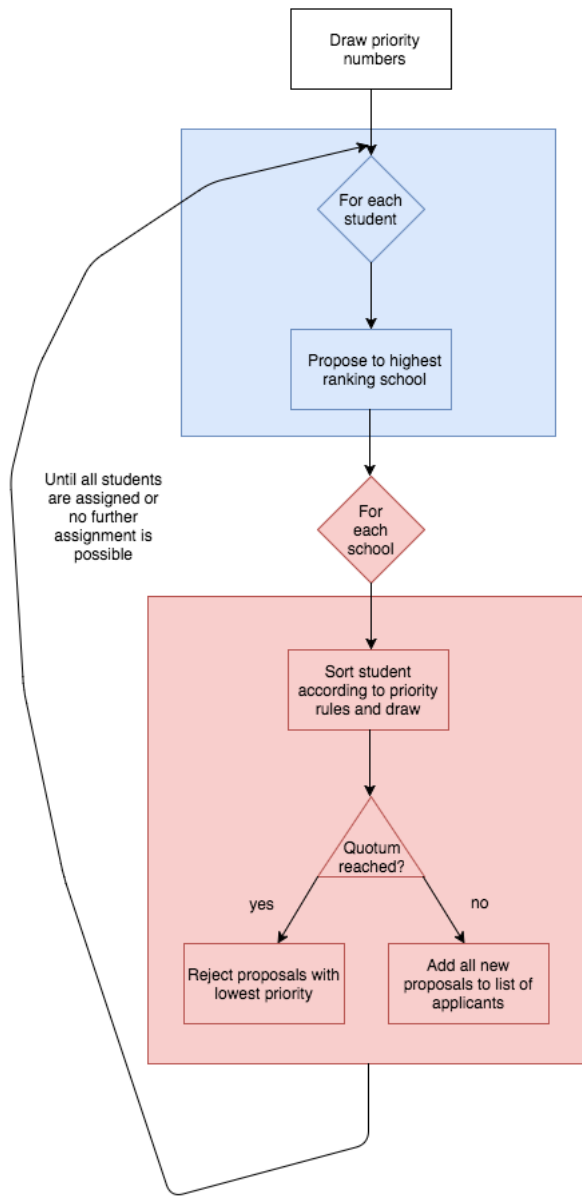 Draw priority
numbers
For each
student
Propose to highest
ranking school
Until all students
are assigned or
no further
assignment is
possible
For
each
school
Sort student
according to priority
rules and draw
Quotum
reached?
yes
no
Reject proposals with
lowest priority
Add all new
proposals to list of
applicants